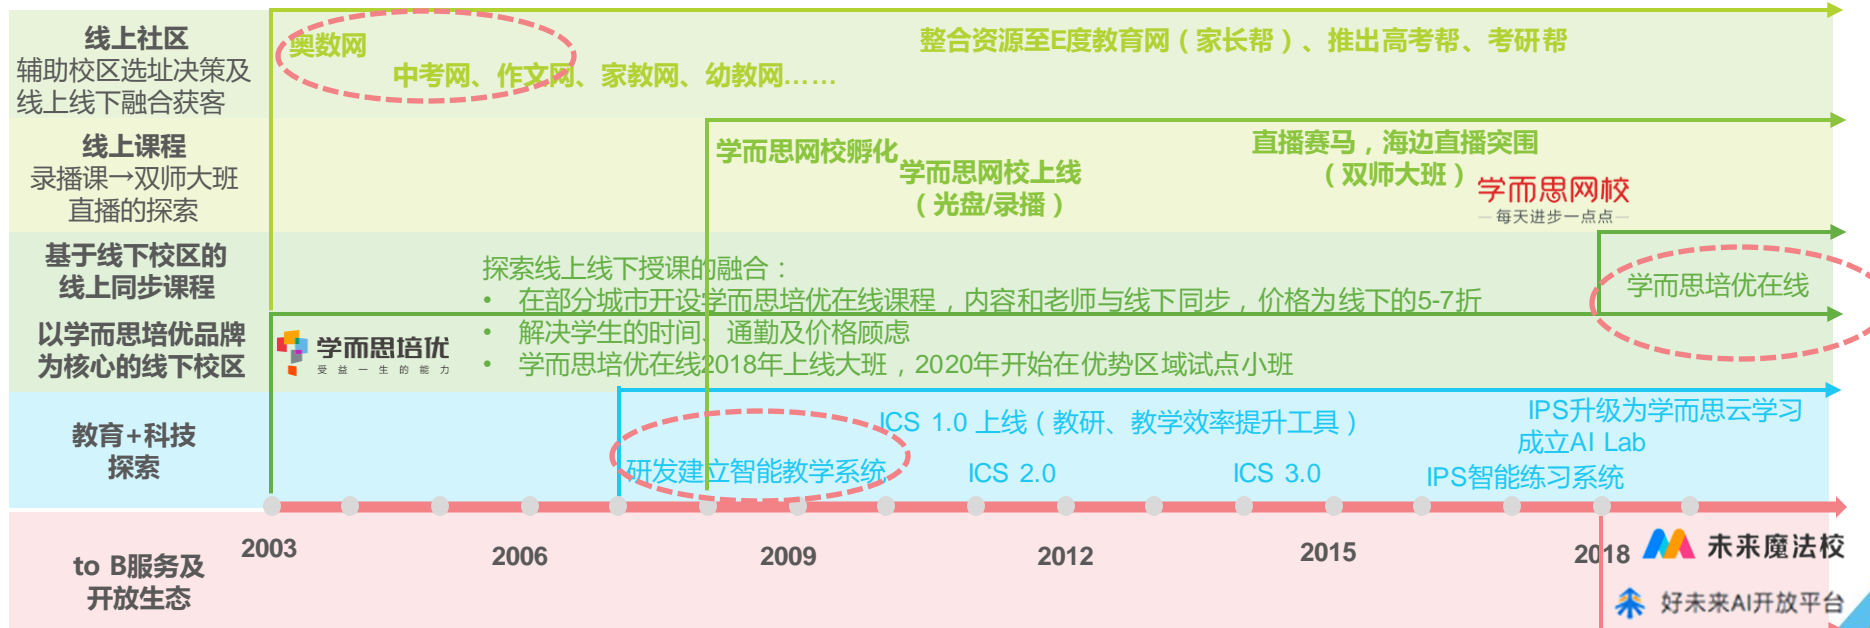 线上社区
辅助校区选址决策及
线上线下融合获客
奥数网
中考网、作文网、家教网、幼教网……
整合资源至E度教育网（家长帮）、推出高考帮、考研帮
线上课程
录播课→双师大班
直播的探索
学而思网校孵化
学而思网校上线
（光盘/录播）
直播赛马，海边直播突围
（双师大班）
学而思网校
每天进步一点点
基于线下校区的
线上同步课程
探索线上线下授课的融合：
• 在部分城市开设学而思培优在线课程，内容和老师与线下同步，价格为线下的5-7折
• 解决学生的时间、通勤及价格顾虑
• 学而思培优在线2018年上线大班，2020年开始在优势区域试点小班
学而思培优在线
以学而思培优品牌
为核心的线下校区
学而思培优
受益一生的能力
教育+科技
探索
研发建立智能教学系统
ICS 1.0 上线（教研、教学效率提升工具）
ICS 2.0
ICS 3.0
IPS升级为学而思云学习
成立AI Lab
IPS智能练习系统
2003
2006
2009
2012
2015
2018
to B服务及
开放生态
未来魔法校
好未来AI开放平台